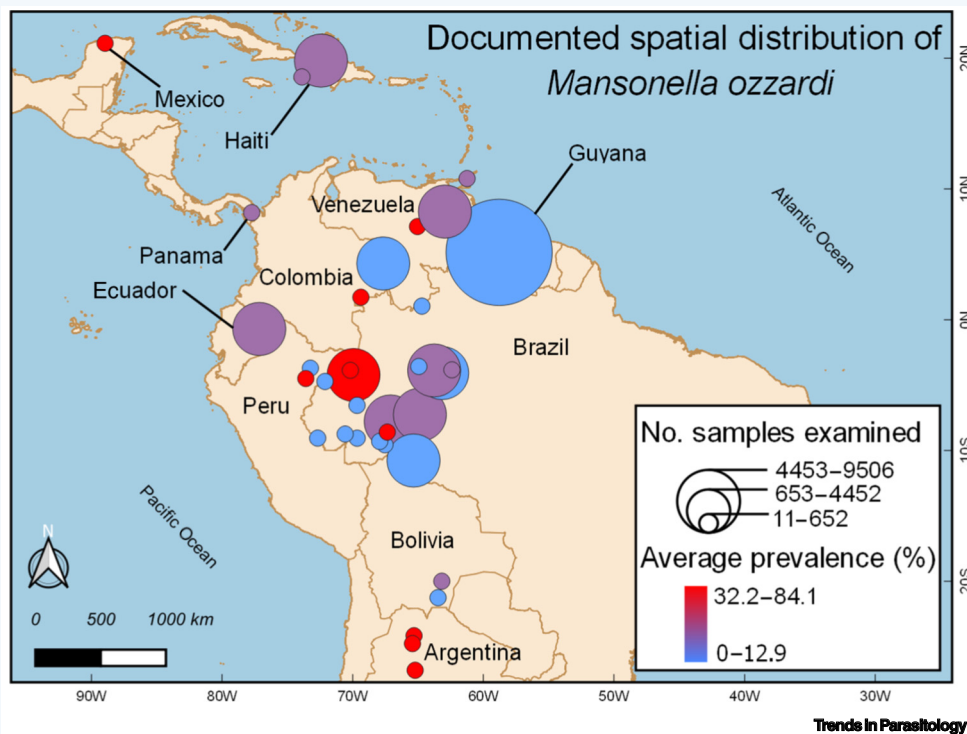 Documented spatial distribution of
Mansonella ozzardi
20N
Mexico
Haiti
Guyana
10N
Venezuela
Atlantic Ocean
Panama
Colombia
Ecuador
0N
Brazil
Peru
No. samples examined
4453–9506
653–4452
11–652
10S
Pacific Ocean
N
Bolivia
Average prevalence (%)
32.2–84.1
0–12.9
20S
0 500 1000 km
Argentina
90W 80W 70W 60W 50W 40W 30W
Trends in Parasitology